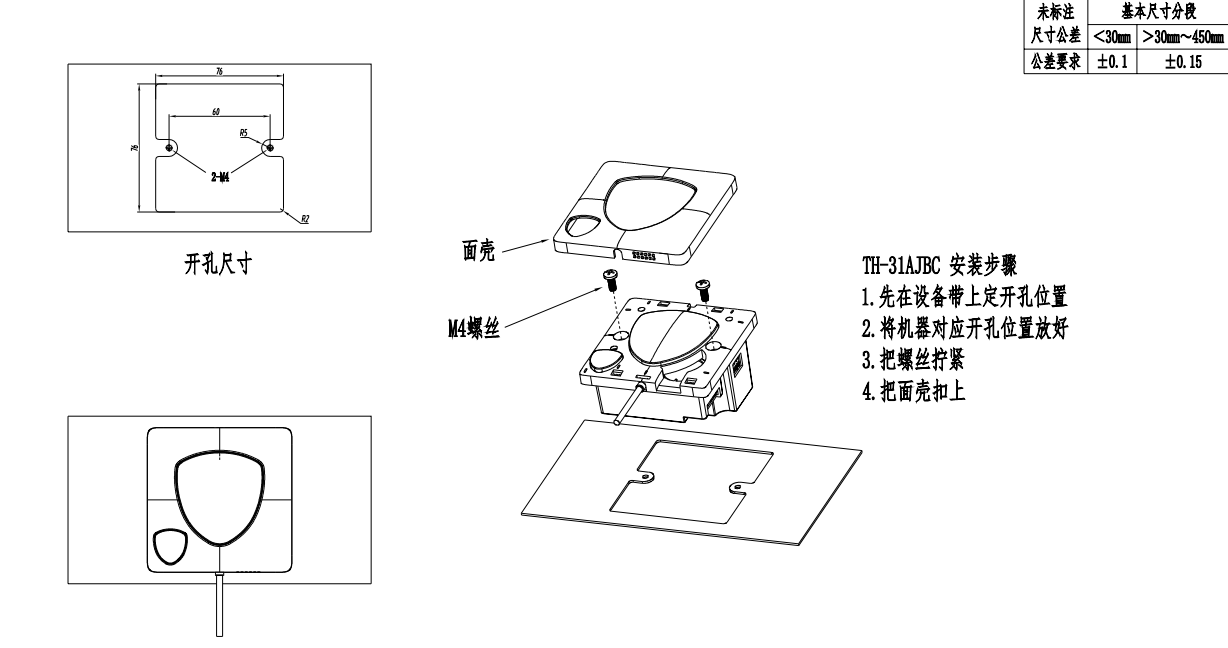 未标注
尺寸公差
基本尺寸分段
<30mm
>30mm~450mm
公差要求
±0.1
±0.15
76
60
R5
76
2-M4
R2
开孔尺寸
面壳
M4螺丝
TH-31AJBC 安装步骤
1.先在设备带上定开孔位置
2.将机器对应开孔位置放好
3.把螺丝拧紧
4.把面壳扣上